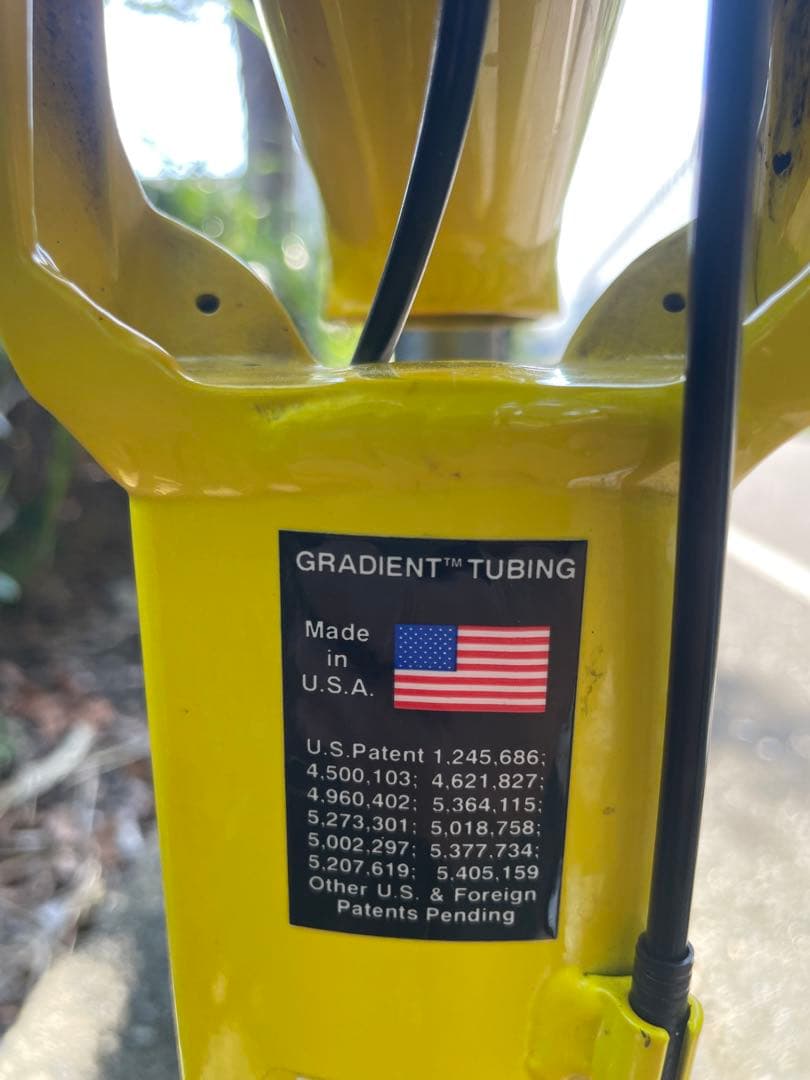 GRADIENT™ TUBING
Made
in
U.S.A.
U.S.Patent 1,245,686;
4,500,103; 4,621,827;
4,960,402; 5,364,115;
5,273,301; 5,018,758;
5,002,297; 5,377,734;
5,207,619; 5,405,159
Other U.S. & Foreign
Patents Pending